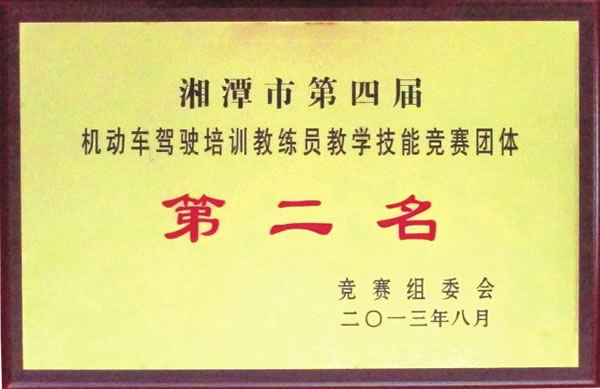 湘潭市第四届
机动车驾驶培训教练员教学技能竞赛团体
第二名
竞赛组委会
二〇一三年八月